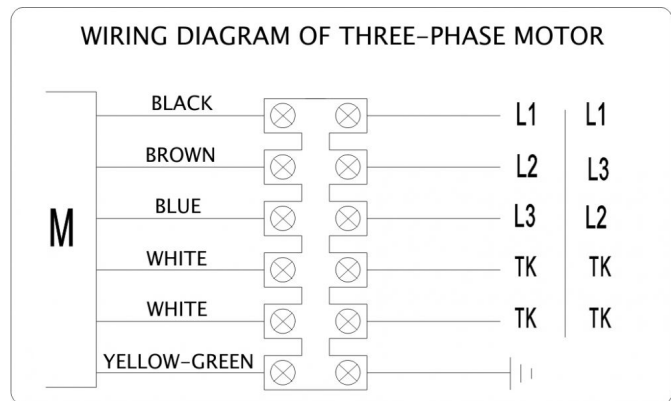 WIRING DIAGRAM OF THREE-PHASE MOTOR
BLACK L1 L1
BROWN L2 L3
BLUE L3 L2
M
WHITE TK TK
WHITE TK TK
YELLOW-GREEN